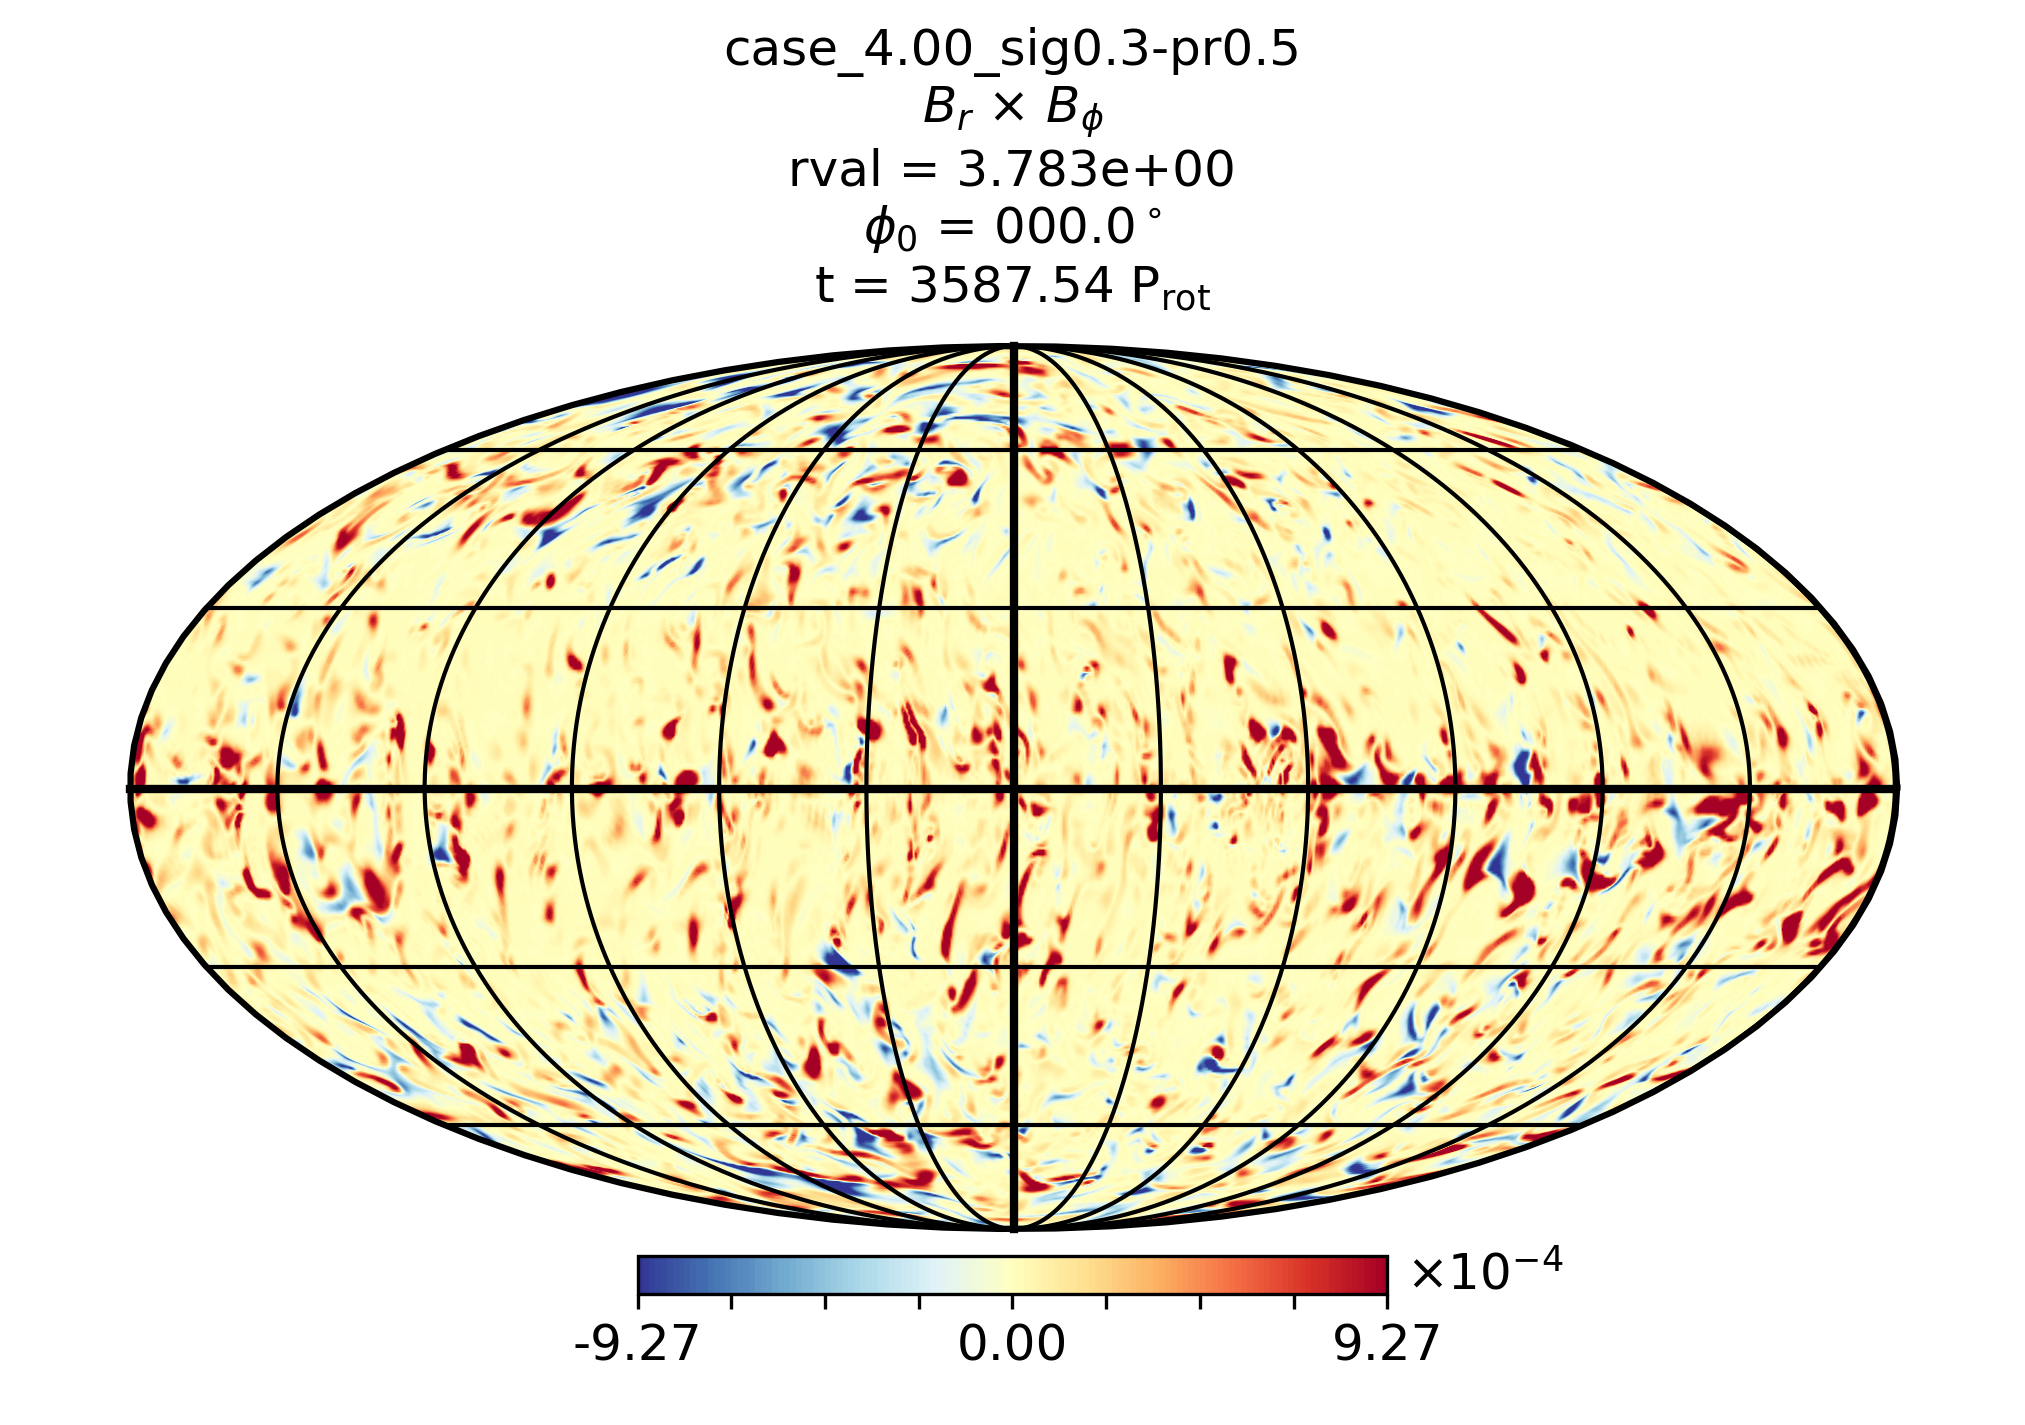 case_4.00_sig0.3-pr0.5
B_r × B_ϕ
rval = 3.783e+00
ϕ_0 = 000.0°
t = 3587.54 P_rot
×10^−4
-9.27 0.00 9.27